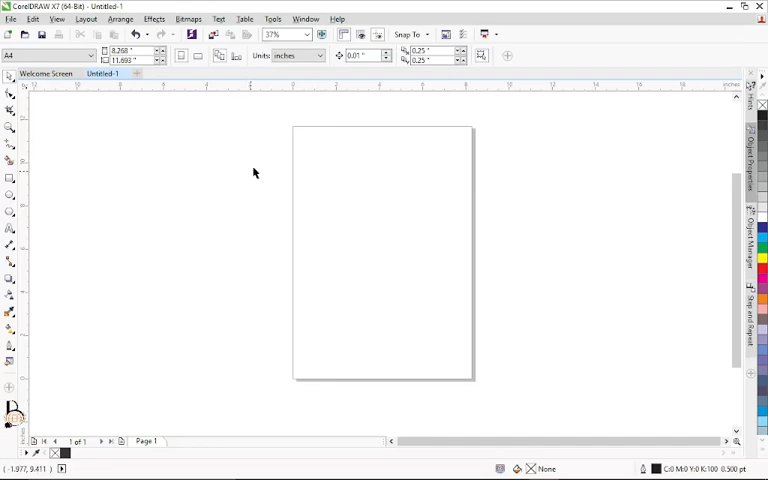 CorelDRAW X7 (64-Bit) - Untitled-1
File Edit View Layout Arrange Effects Bitmaps Text Table Tools Window Help
37% Snap To
A4 8.268 " 11.693 " Units: inches 0.01 " 0.25 " 0.25 "
Welcome Screen Untitled-1
inches
Hints
Object Properties
Object Manager
Step and Repeat
inches
1 of 1 Page 1
( -1.977, 9.411 ) None C:0 M:0 Y:0 K:100 0.500 pt